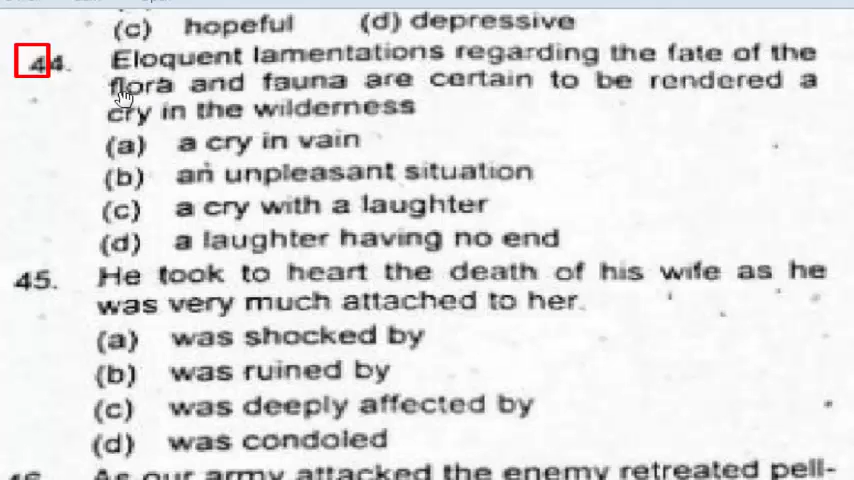 (c) hopeful (d) depressive
44. Eloquent lamentations regarding the fate of the
flora and fauna are certain to be rendered a
cry in the wilderness
(a) a cry in vain
(b) an unpleasant situation
(c) a cry with a laughter
(d) a laughter having no end
45. He took to heart the death of his wife as he
was very much attached to her.
(a) was shocked by
(b) was ruined by
(c) was deeply affected by
(d) was condoled
46. As our army attacked the enemy retreated pell-